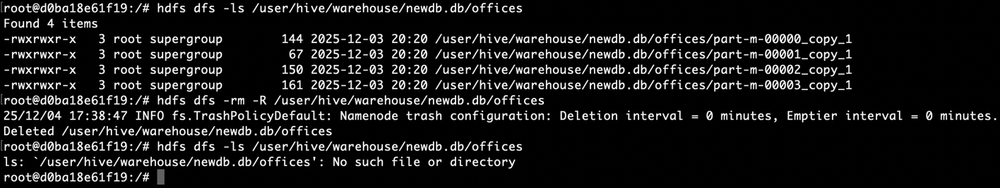 [root@d0ba18e61f19:/# hdfs dfs -ls /user/hive/warehouse/newdb.db/offices
Found 4 items
-rwxrwxr-x   3 root supergroup        144 2025-12-03 20:20 /user/hive/warehouse/newdb.db/offices/part-m-00000_copy_1
-rwxrwxr-x   3 root supergroup         67 2025-12-03 20:20 /user/hive/warehouse/newdb.db/offices/part-m-00001_copy_1
-rwxrwxr-x   3 root supergroup        150 2025-12-03 20:20 /user/hive/warehouse/newdb.db/offices/part-m-00002_copy_1
-rwxrwxr-x   3 root supergroup        161 2025-12-03 20:20 /user/hive/warehouse/newdb.db/offices/part-m-00003_copy_1
[root@d0ba18e61f19:/# hdfs dfs -rm -R /user/hive/warehouse/newdb.db/offices
25/12/04 17:38:47 INFO fs.TrashPolicyDefault: Namenode trash configuration: Deletion interval = 0 minutes, Emptier interval = 0 minutes.
Deleted /user/hive/warehouse/newdb.db/offices
[root@d0ba18e61f19:/# hdfs dfs -ls /user/hive/warehouse/newdb.db/offices
ls: `/user/hive/warehouse/newdb.db/offices': No such file or directory
root@d0ba18e61f19:/#